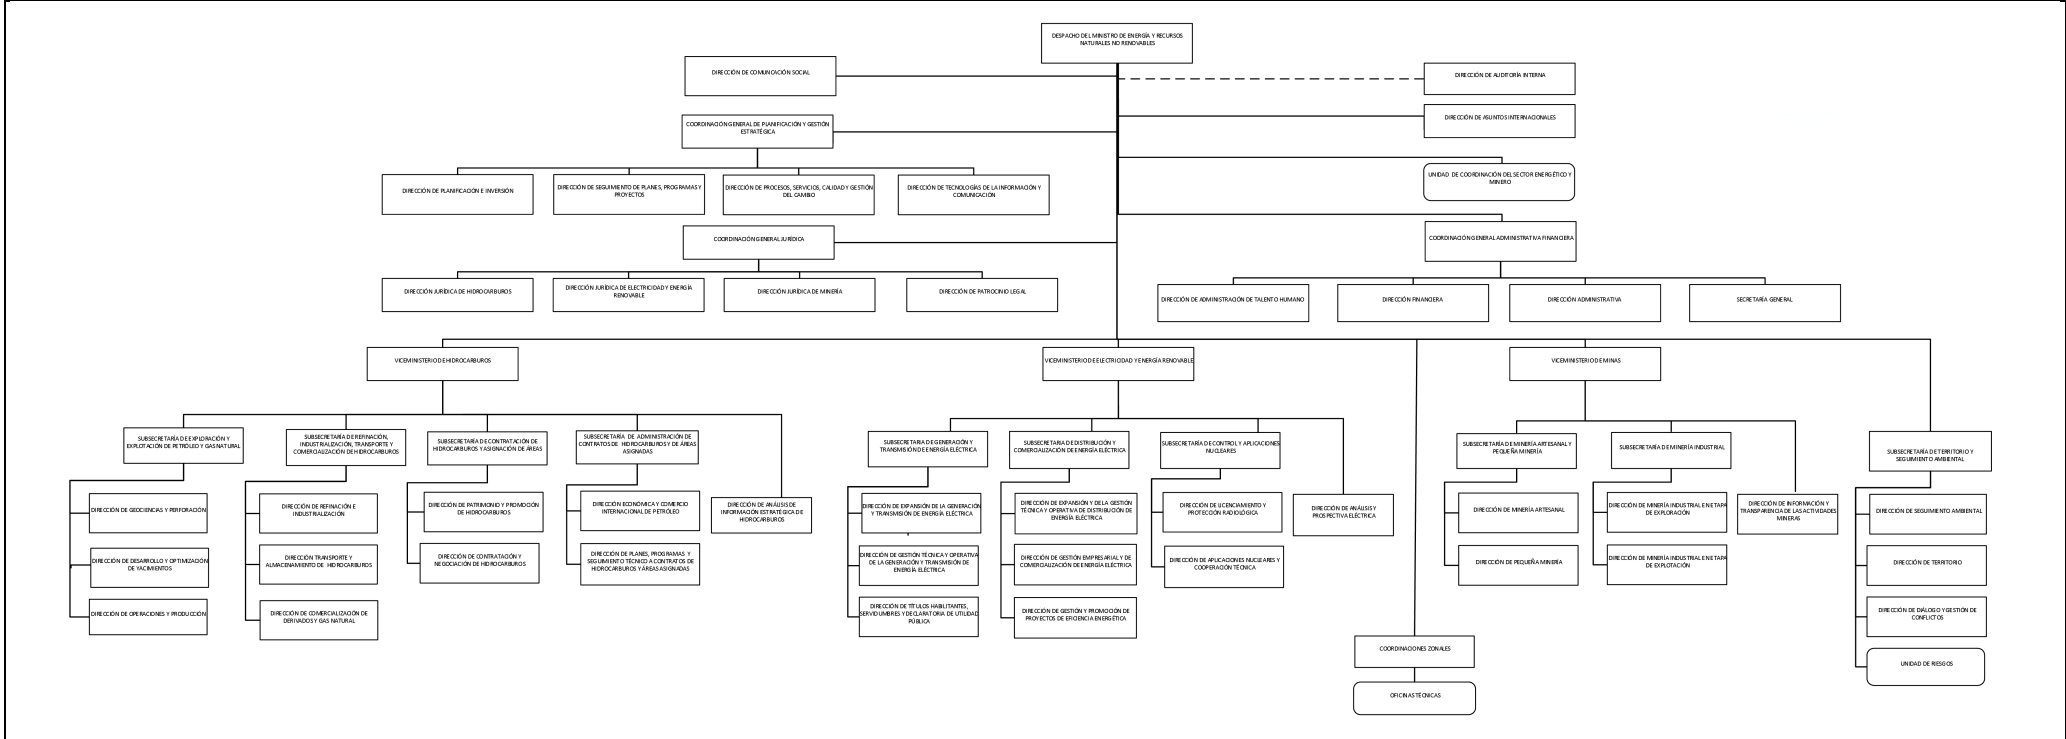 DESPACHO DEL MINISTRO DE ENERGÍA Y RECURSOS
NATURALES NO RENOVABLES
DIRECCIÓN DE COMUNICACIÓN SOCIAL
DIRECCIÓN DE AUDITORÍA INTERNA
DIRECCIÓN DE ASUNTOS INTERNACIONALES
COORDINACIÓN GENERAL DE PLANIFICACIÓN Y GESTIÓN
ESTRATÉGICA
UNIDAD DE COORDINACIÓN DEL SECTOR ENERGÉTICO Y
MINERO
DIRECCIÓN DE PLANIFICACIÓN E INVERSIÓN
DIRECCIÓN DE SEGUIMIENTO DE PLANES, PROGRAMAS Y
PROYECTOS
DIRECCIÓN DE PROCESOS, SERVICIOS, CALIDAD Y GESTIÓN
DEL CAMBIO
DIRECCIÓN DE TECNOLOGÍAS DE LA INFORMACIÓN Y
COMUNICACIÓN
COORDINACIÓN GENERAL JURÍDICA
COORDINACIÓN GENERAL ADMINISTRATIVA FINANCIERA
DIRECCIÓN JURÍDICA DE HIDROCARBUROS
DIRECCIÓN JURÍDICA DE ELECTRICIDAD Y ENERGÍA
RENOVABLE
DIRECCIÓN JURÍDICA DE MINERÍA
DIRECCIÓN DE PATROCINIO LEGAL
DIRECCIÓN DE ADMINISTRACIÓN DE TALENTO HUMANO
DIRECCIÓN FINANCIERA
DIRECCIÓN ADMINISTRATIVA
SECRETARÍA GENERAL
VICEMINISTERIO DE HIDROCARBUROS
VICEMINISTERIO DE ELECTRICIDAD Y ENERGÍA RENOVABLE
VICEMINISTERIO DE MINAS
SUBSECRETARÍA DE EXPLORACIÓN Y
EXPLOTACIÓN DE PETRÓLEO Y GAS NATURAL
SUBSECRETARÍA DE REFINACIÓN,
INDUSTRIALIZACIÓN, TRANSPORTE Y
COMERCIALIZACIÓN DE HIDROCARBUROS
SUBSECRETARÍA DE CONTRATACIÓN DE
HIDROCARBUROS Y ASIGNACIÓN DE ÁREAS
SUBSECRETARÍA DE ADMINISTRACIÓN DE
CONTRATOS DE HIDROCARBUROS Y DE ÁREAS
ASIGNADAS
SUBSECRETARIA DE GENERACIÓN Y
TRANSMISIÓN DE ENERGÍA ELÉCTRICA
SUBSECRETARIA DE DISTRIBUCIÓN Y
COMERCIALIZACIÓN DE ENERGÍA ELÉCTRICA
SUBSECRETARÍA DE CONTROL Y APLICACIONES
NUCLEARES
SUBSECRETARÍA DE MINERÍA ARTESANAL Y
PEQUEÑA MINERÍA
SUBSECRETARÍA DE MINERÍA INDUSTRIAL
SUBSECRETARÍA DE TERRITORIO Y
SEGUIMIENTO AMBIENTAL
DIRECCIÓN DE GEOCIENCIAS Y PERFORACIÓN
DIRECCIÓN DE DESARROLLO Y OPTIMIZACIÓN
DE YACIMIENTOS
DIRECCIÓN DE OPERACIONES Y PRODUCCIÓN
DIRECCIÓN DE REFINACIÓN E
INDUSTRIALIZACIÓN
DIRECCIÓN TRANSPORTE Y
ALMACENAMIENTO DE HIDROCARBUROS
DIRECCIÓN DE COMERCIALIZACIÓN DE
DERIVADOS Y GAS NATURAL
DIRECCIÓN DE PATRIMONIO Y PROMOCIÓN
DE HIDROCARBUROS
DIRECCIÓN DE CONTRATACIÓN Y
NEGOCIACIÓN DE HIDROCARBUROS
DIRECCIÓN ECONÓMICA Y COMERCIO
INTERNACIONAL DE PETRÓLEO
DIRECCIÓN DE PLANES, PROGRAMAS Y
SEGUIMIENTO TÉCNICO A CONTRATOS DE
HIDROCARBUROS Y ÁREAS ASIGNADAS
DIRECCIÓN DE ANÁLISIS DE
INFORMACIÓN ESTRATÉGICA DE
HIDROCARBUROS
DIRECCIÓN DE EXPANSIÓN DE LA GENERACIÓN
Y TRANSMISIÓN DE ENERGÍA ELÉCTRICA
DIRECCIÓN DE GESTIÓN TÉCNICA Y OPERATIVA
DE LA GENERACIÓN Y TRANSMISIÓN DE
ENERGÍA ELÉCTRICA
DIRECCIÓN DE TÍTULOS HABILITANTES,
SERVIDUMBRES Y DECLARATORIA DE UTILIDAD
PÚBLICA
DIRECCIÓN DE EXPANSIÓN Y DE LA GESTIÓN
TÉCNICA Y OPERATIVA DE DISTRIBUCIÓN DE
ENERGÍA ELÉCTRICA
DIRECCIÓN DE GESTIÓN EMPRESARIAL Y DE
COMERCIALIZACIÓN DE ENERGÍA ELÉCTRICA
DIRECCIÓN DE GESTIÓN Y PROMOCIÓN DE
PROYECTOS DE EFICIENCIA ENERGÉTICA
DIRECCIÓN DE LICENCIAMIENTO Y
PROTECCIÓN RADIOLÓGICA
DIRECCIÓN DE APLICACIONES NUCLEARES Y
COOPERACIÓN TÉCNICA
DIRECCIÓN DE ANÁLISIS Y
PROSPECTIVA ELÉCTRICA
DIRECCIÓN DE MINERÍA ARTESANAL
DIRECCIÓN DE PEQUEÑA MINERÍA
DIRECCIÓN DE MINERÍA INDUSTRIAL EN ETAPA
DE EXPLORACIÓN
DIRECCIÓN DE MINERÍA INDUSTRIAL EN ETAPA
DE EXPLOTACIÓN
DIRECCIÓN DE INFORMACIÓN Y
TRANSPARENCIA DE LAS ACTIVIDADES
MINERAS
DIRECCIÓN DE SEGUIMIENTO AMBIENTAL
DIRECCIÓN DE TERRITORIO
DIRECCIÓN DE DIÁLOGO Y GESTIÓN DE
CONFLICTOS
UNIDAD DE RIESGOS
COORDINACIONES ZONALES
OFICINAS TÉCNICAS